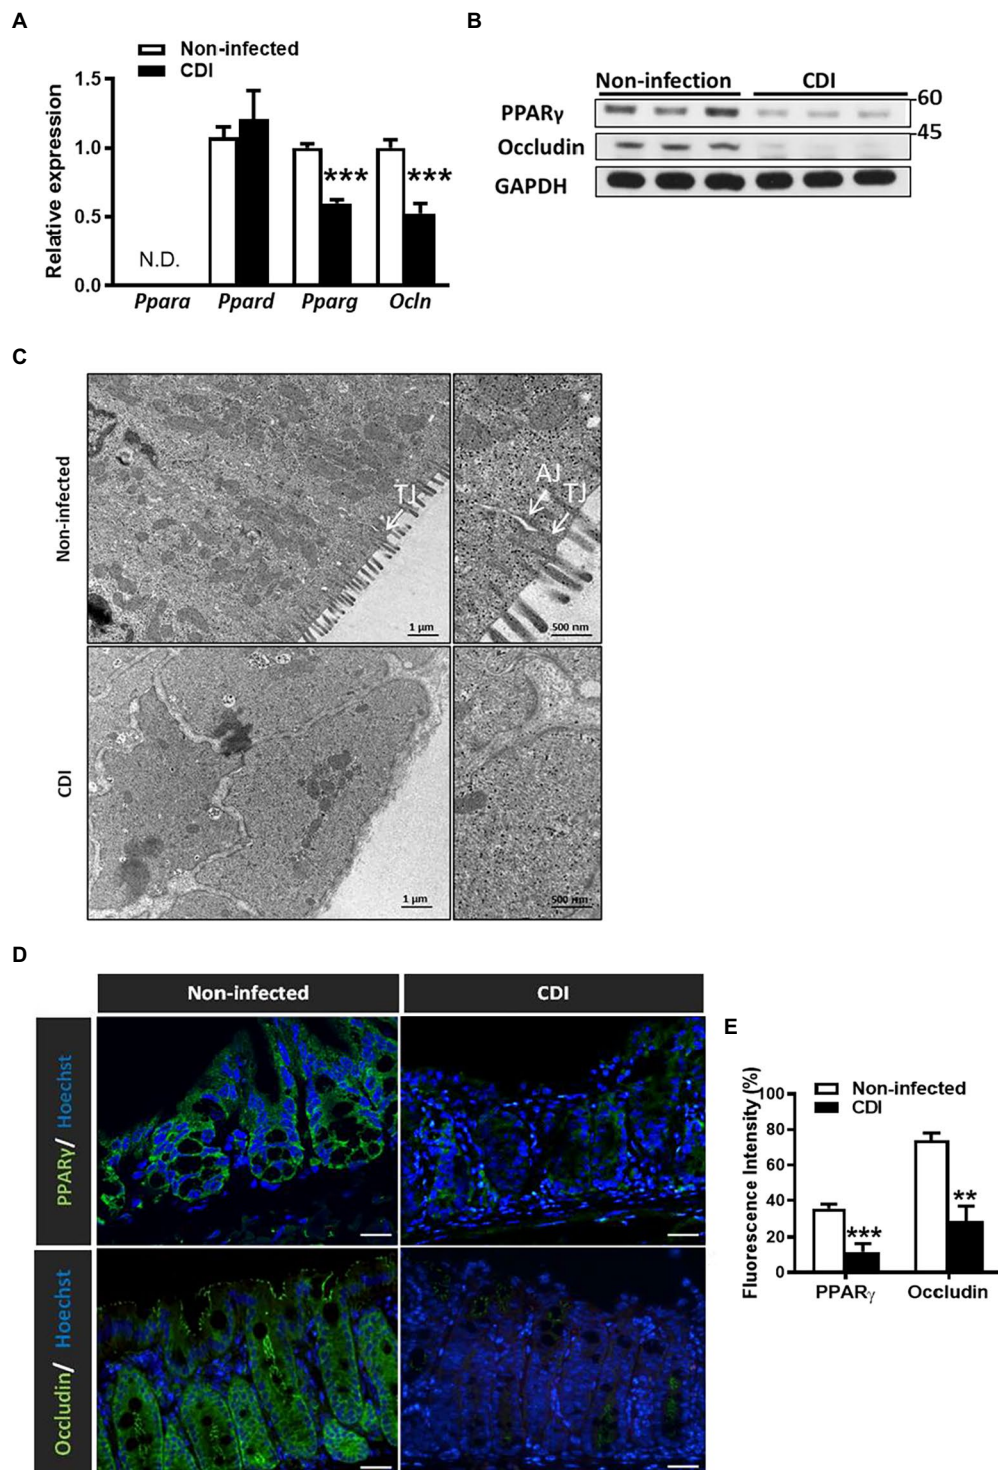 A
Non-infected
CDI
Relative expression
1.5
1.0
0.5
0.0
N.D.
***
***
Ppara
Ppard
Pparg
Ocln
B
Non-infection
CDI
PPARγ
Occludin
GAPDH
60
45
C
Non-infected
TJ
1 µm
AJ
TJ
500 nm
CDI
1 µm
500 nm
D
Non-infected
CDI
PPARγ/ Hoechst
Occludin/ Hoechst
E
Non-infected
CDI
Fluorescence Intensity (%)
100
80
60
40
20
0
***
**
PPARγ
Occludin